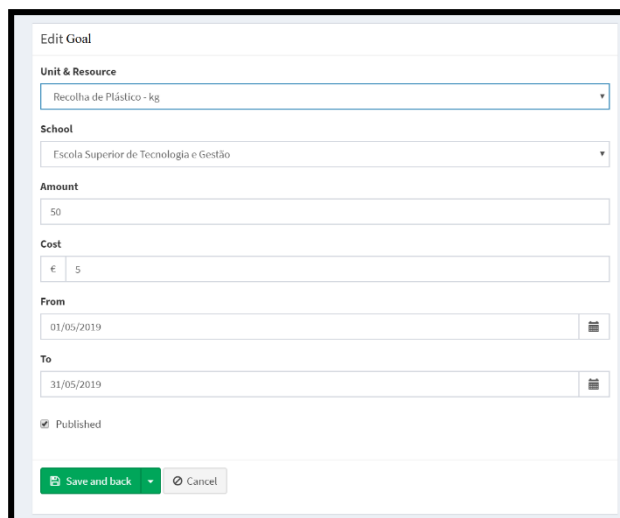 Edit Goal
Unit & Resource
Recolha de Plástico - kg
School
Escola Superior de Tecnologia e Gestão
Amount
50
Cost
€ 5
From
01/05/2019
To
31/05/2019
Published
Save and back Cancel